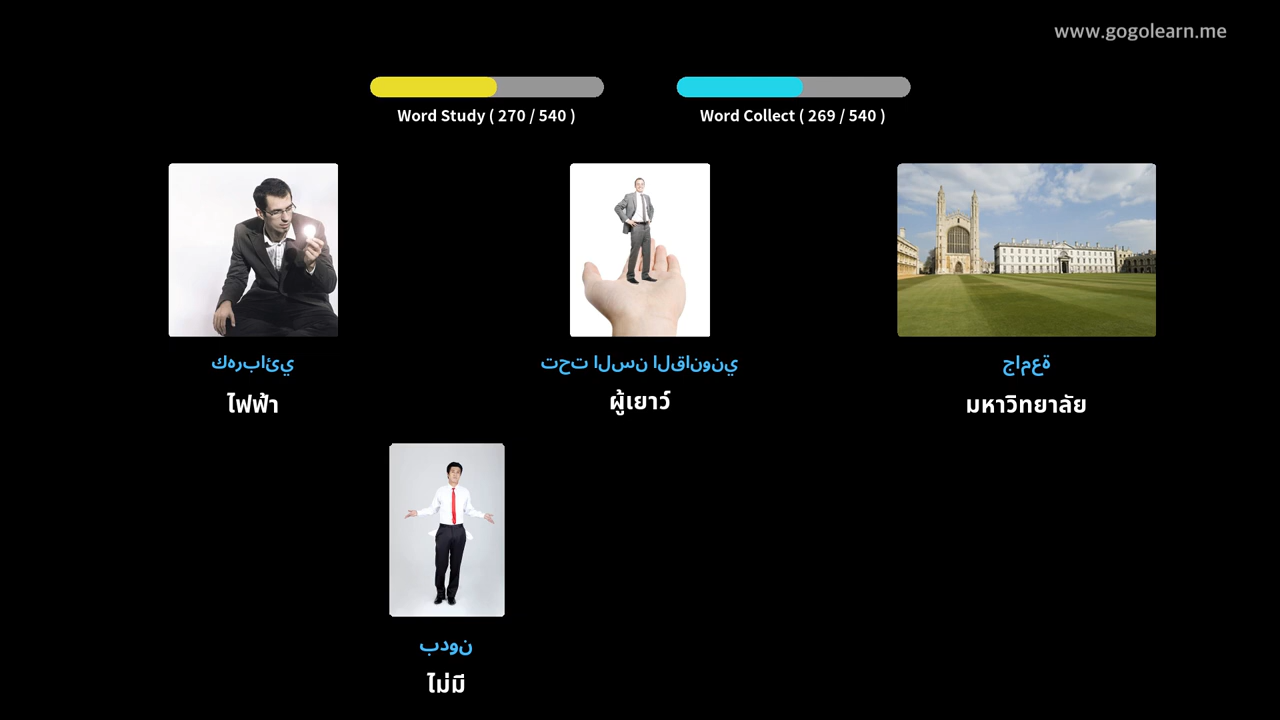 www.gogolearn.me
Word Study ( 270 / 540 )
Word Collect ( 269 / 540 )
كهربائي
ไฟฟ้า
تحت السن القانوني
ผู้เยาว์
جامعة
มหาวิทยาลัย
بدون
ไม่มี